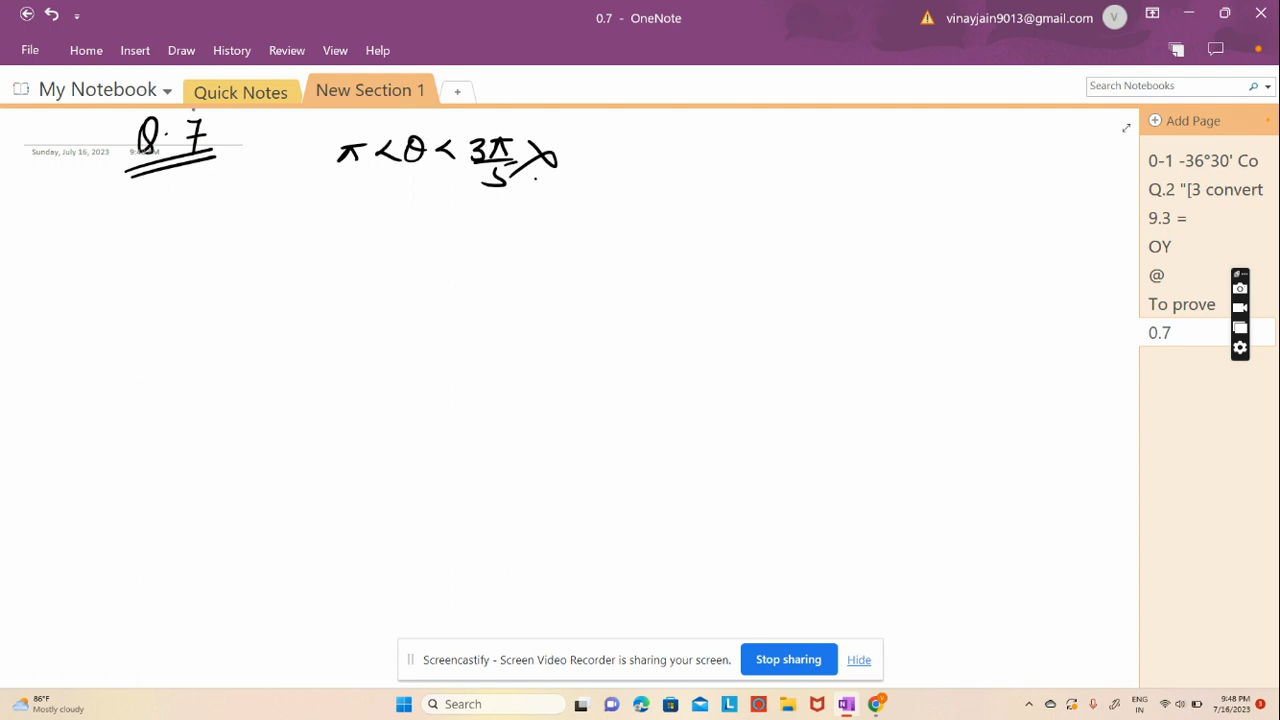 0.7 - OneNote
vinayjain9013@gmail.com
V
File
Home
Insert
Draw
History
Review
View
Help
My Notebook
Quick Notes
New Section 1
+
Search Notebooks
Add Page
Q. 7
Sunday, July 16, 2023
π < θ < 3π/5
0-1 -36°30' Co
Q.2 "[3 convert
9.3 =
OY
@
To prove
0.7
Screencastify - Screen Video Recorder is sharing your screen.
Stop sharing
Hide
86°F
Mostly cloudy
Search
ENG
IN
9:48 PM
7/16/2023